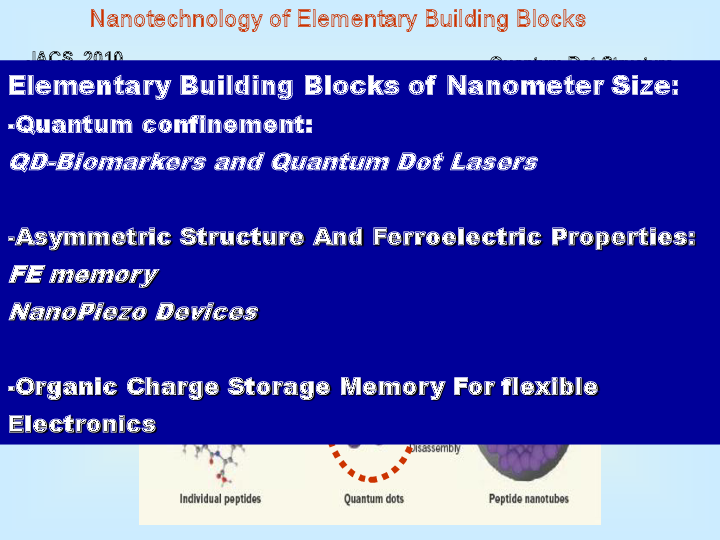 Nanotechnology of Elementary Building Blocks
JACS, 2010
Quantum Dot Structure
Elementary Building Blocks of Nanometer Size:
-Quantum confinement:
QD-Biomarkers and Quantum Dot Lasers
-Asymmetric Structure And Ferroelectric Properties:
FE memory
NanoPiezo Devices
-Organic Charge Storage Memory For flexible
Electronics
Disassembly
Individual peptides
Quantum dots
Peptide nanotubes